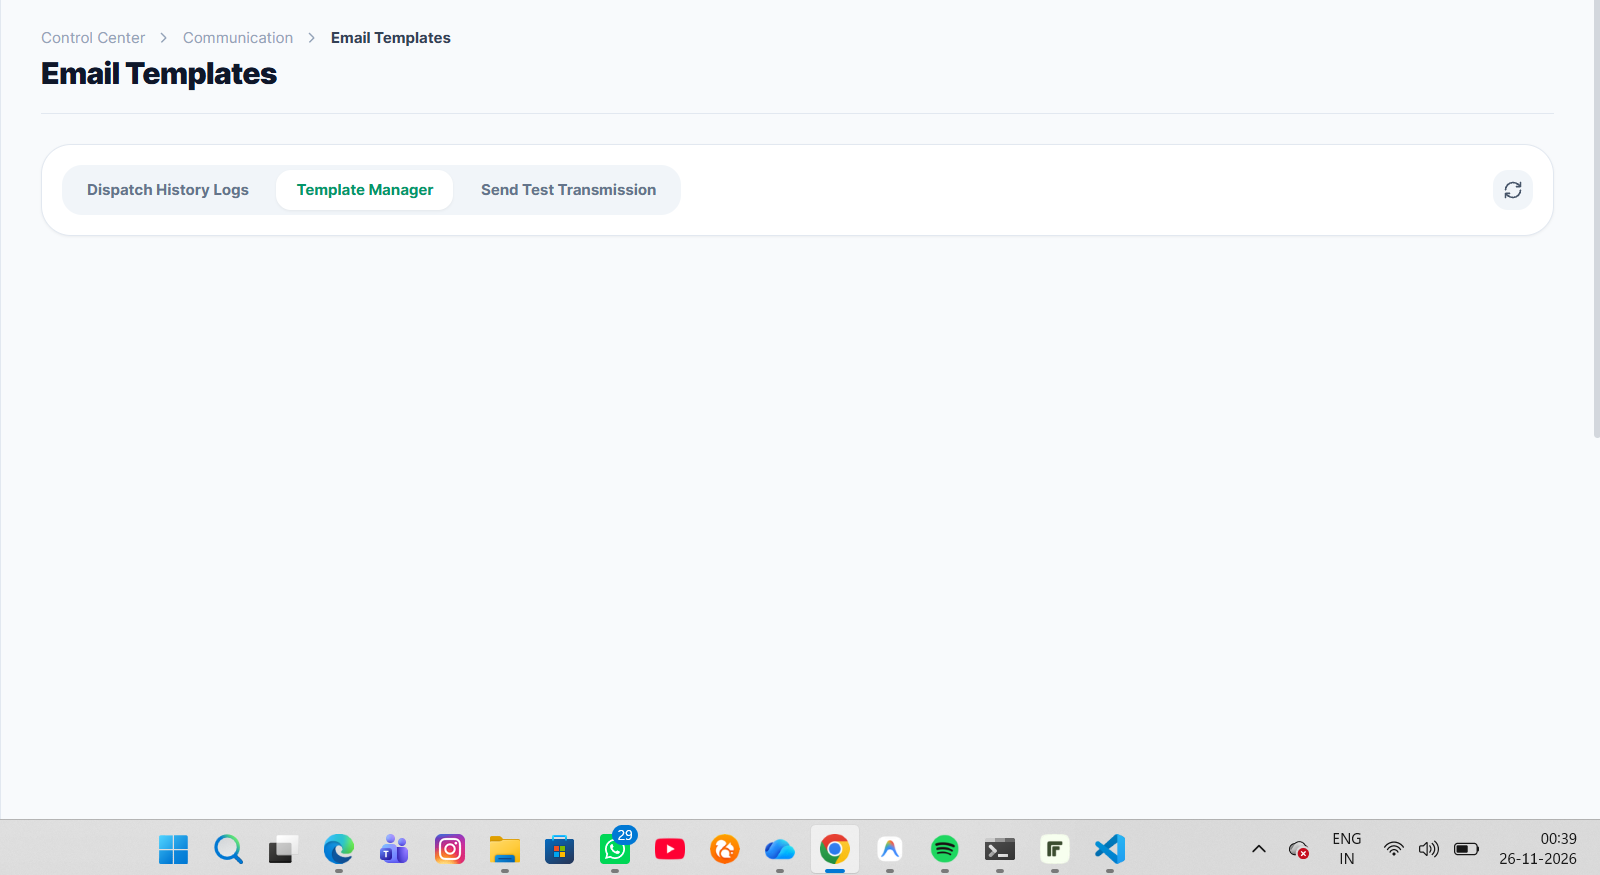 Control Center > Communication > Email Templates
Email Templates
Dispatch History Logs Template Manager Send Test Transmission
29
ENG
IN
00:39
26-11-2026